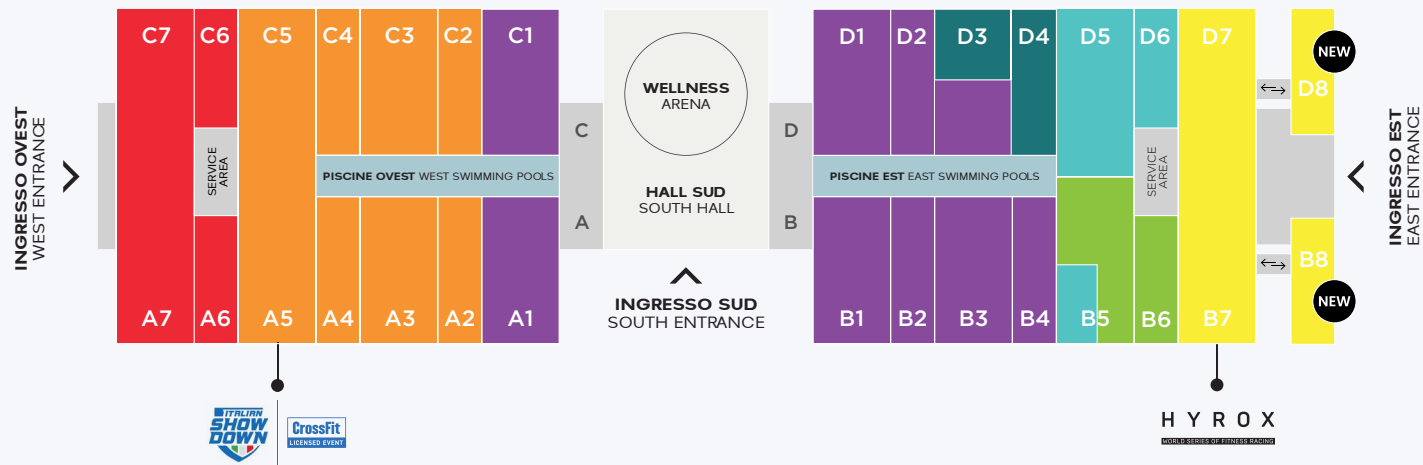 C7 C6 C5 C4 C3 C2 C1
D1 D2 D3 D4 D5 D6 D7
NEW
D8
INGRESSO OVEST
WEST ENTRANCE
SERVICE
AREA
PISCINE OVEST WEST SWIMMING POOLS
C
A
WELLNESS
ARENA
HALL SUD
SOUTH HALL
D
B
PISCINE EST EAST SWIMMING POOLS
SERVICE
AREA
INGRESSO EST
EAST ENTRANCE
B8
NEW
A7 A6 A5 A4 A3 A2 A1
INGRESSO SUD
SOUTH ENTRANCE
B1 B2 B3 B4 B5 B6 B7
ITALIAN
SHOW
DOWN
CrossFit
LICENSED EVENT
HYROX
WORLD SERIES OF FITNESS RACING